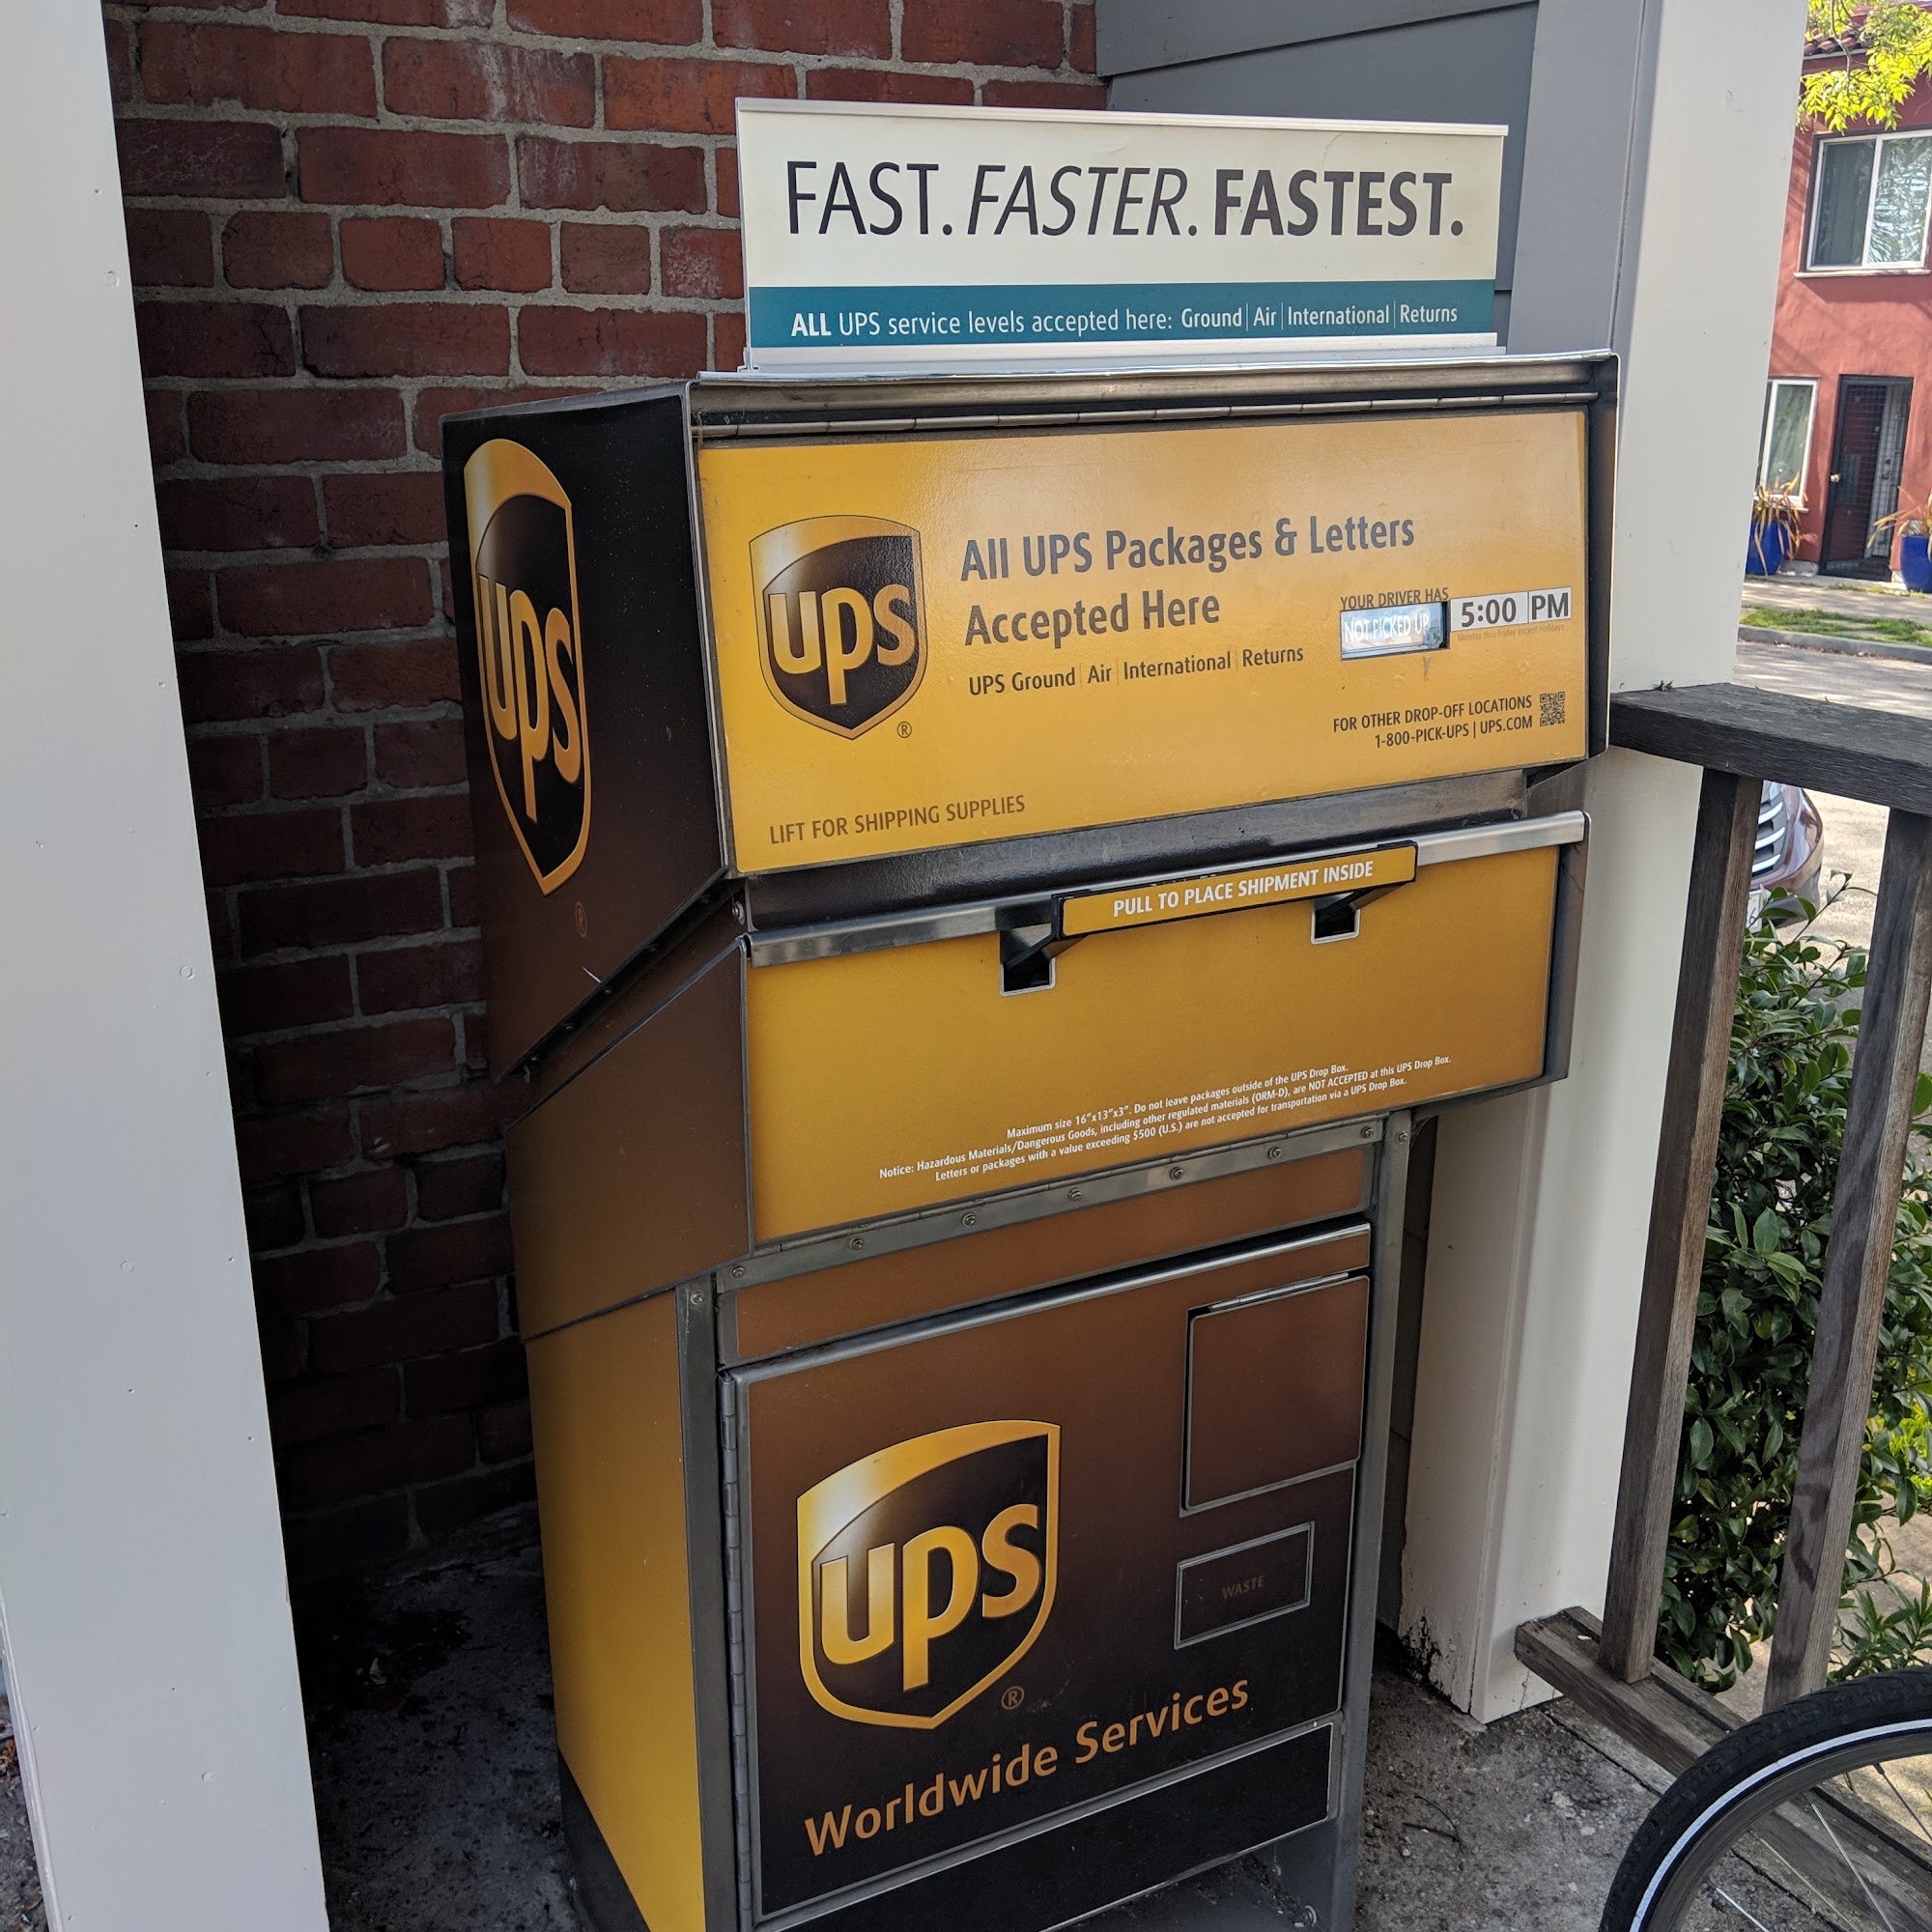 FAST. FASTER. FASTEST.
ALL UPS service levels accepted here: Ground | Air | International | Returns
ups
ups
®
All UPS Packages & Letters
Accepted Here
UPS Ground | Air | International | Returns
YOUR DRIVER HAS
NOT PICKED UP
5:00 PM
Monday thru Friday except Holidays
FOR OTHER DROP-OFF LOCATIONS
1-800-PICK-UPS | UPS.COM
LIFT FOR SHIPPING SUPPLIES
®
PULL TO PLACE SHIPMENT INSIDE
Maximum size 16"x13"x3". Do not leave packages outside of the UPS Drop Box.
Notice: Hazardous Materials/Dangerous Goods, including other regulated materials (ORM-D), are NOT ACCEPTED at this UPS Drop Box.
Letters or packages with a value exceeding $500 (U.S.) are not accepted for transportation via a UPS Drop Box.
ups
®
WASTE
Worldwide Services